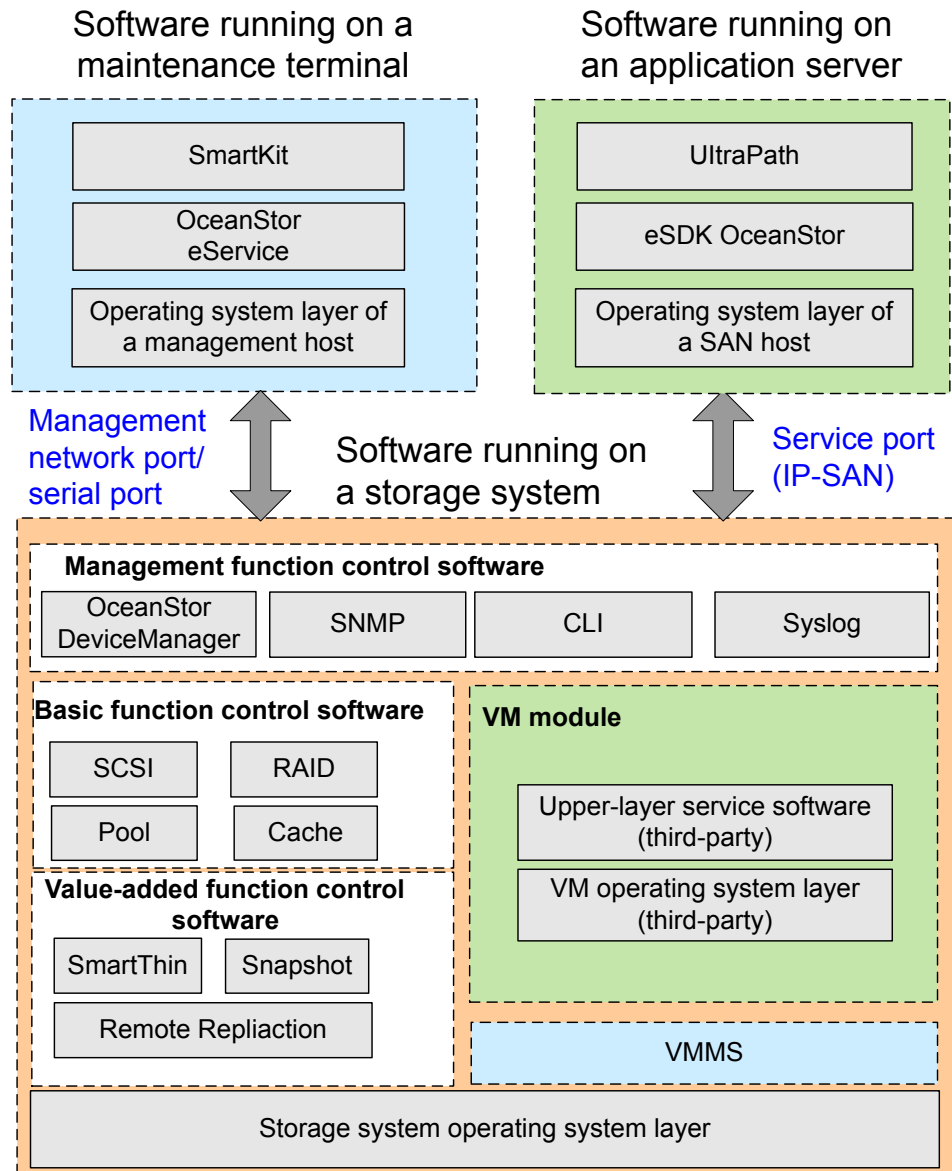 Software running on a
maintenance terminal
Software running on
an application server
SmartKit
OceanStor
eService
Operating system layer of
a management host
UltraPath
eSDK OceanStor
Operating system layer of
a SAN host
Management
network port/
serial port
Software running on
a storage system
Service port
(IP-SAN)
Management function control software
OceanStor
DeviceManager
SNMP
CLI
Syslog
Basic function control software
SCSI
RAID
Pool
Cache
Value-added function control
software
SmartThin
Snapshot
Remote Repliaction
VM module
Upper-layer service software
(third-party)
VM operating system layer
(third-party)
VMMS
Storage system operating system layer